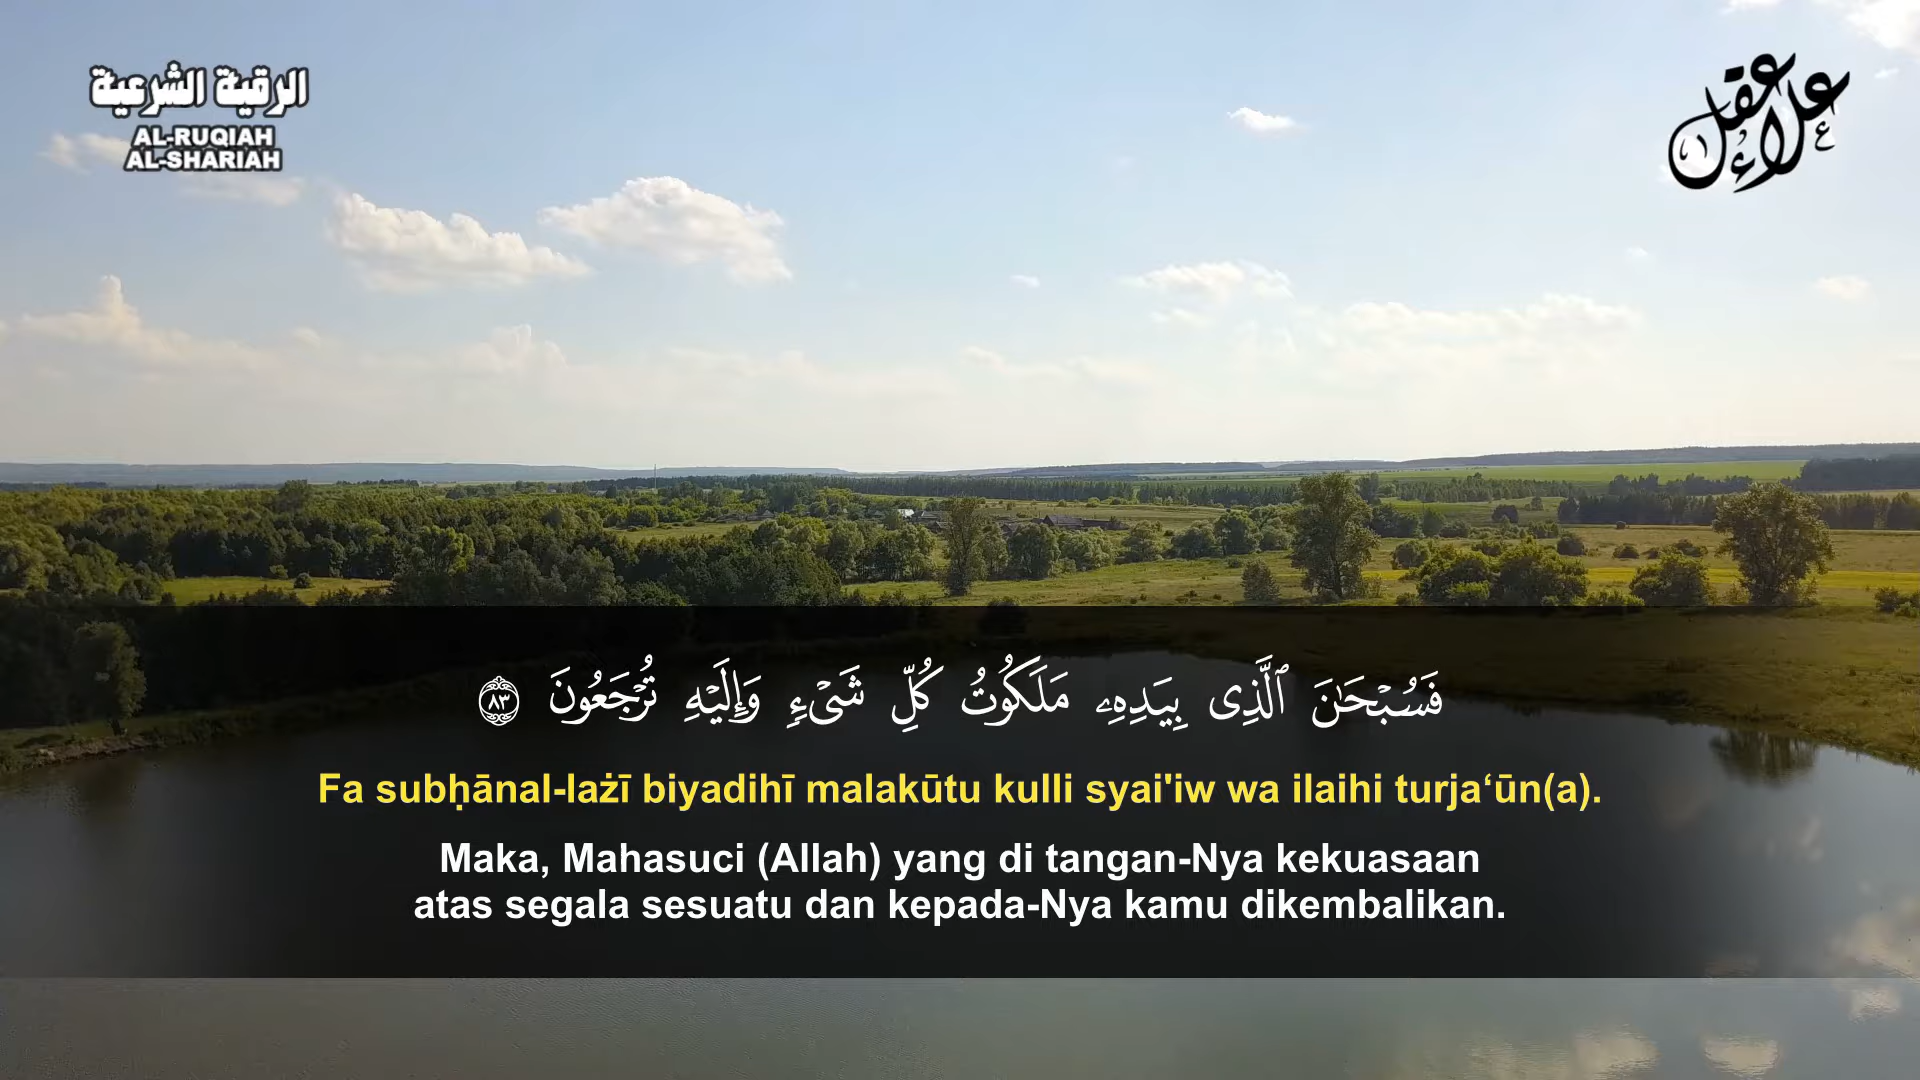 الرقية الشرعية
AL-RUQIAH
AL-SHARIAH
علاء عقل
فَسُبْحَـٰنَ ٱلَّذِى بِيَدِهِۦ مَلَكُوتُ كُلِّ شَىْءٍ وَإِلَيْهِ تُرْجَعُونَ ٨٣
Fa subḥānal-lażī biyadihī malakūtu kulli syai'iw wa ilaihi turja‘ūn(a).
Maka, Mahasuci (Allah) yang di tangan-Nya kekuasaan
atas segala sesuatu dan kepada-Nya kamu dikembalikan.